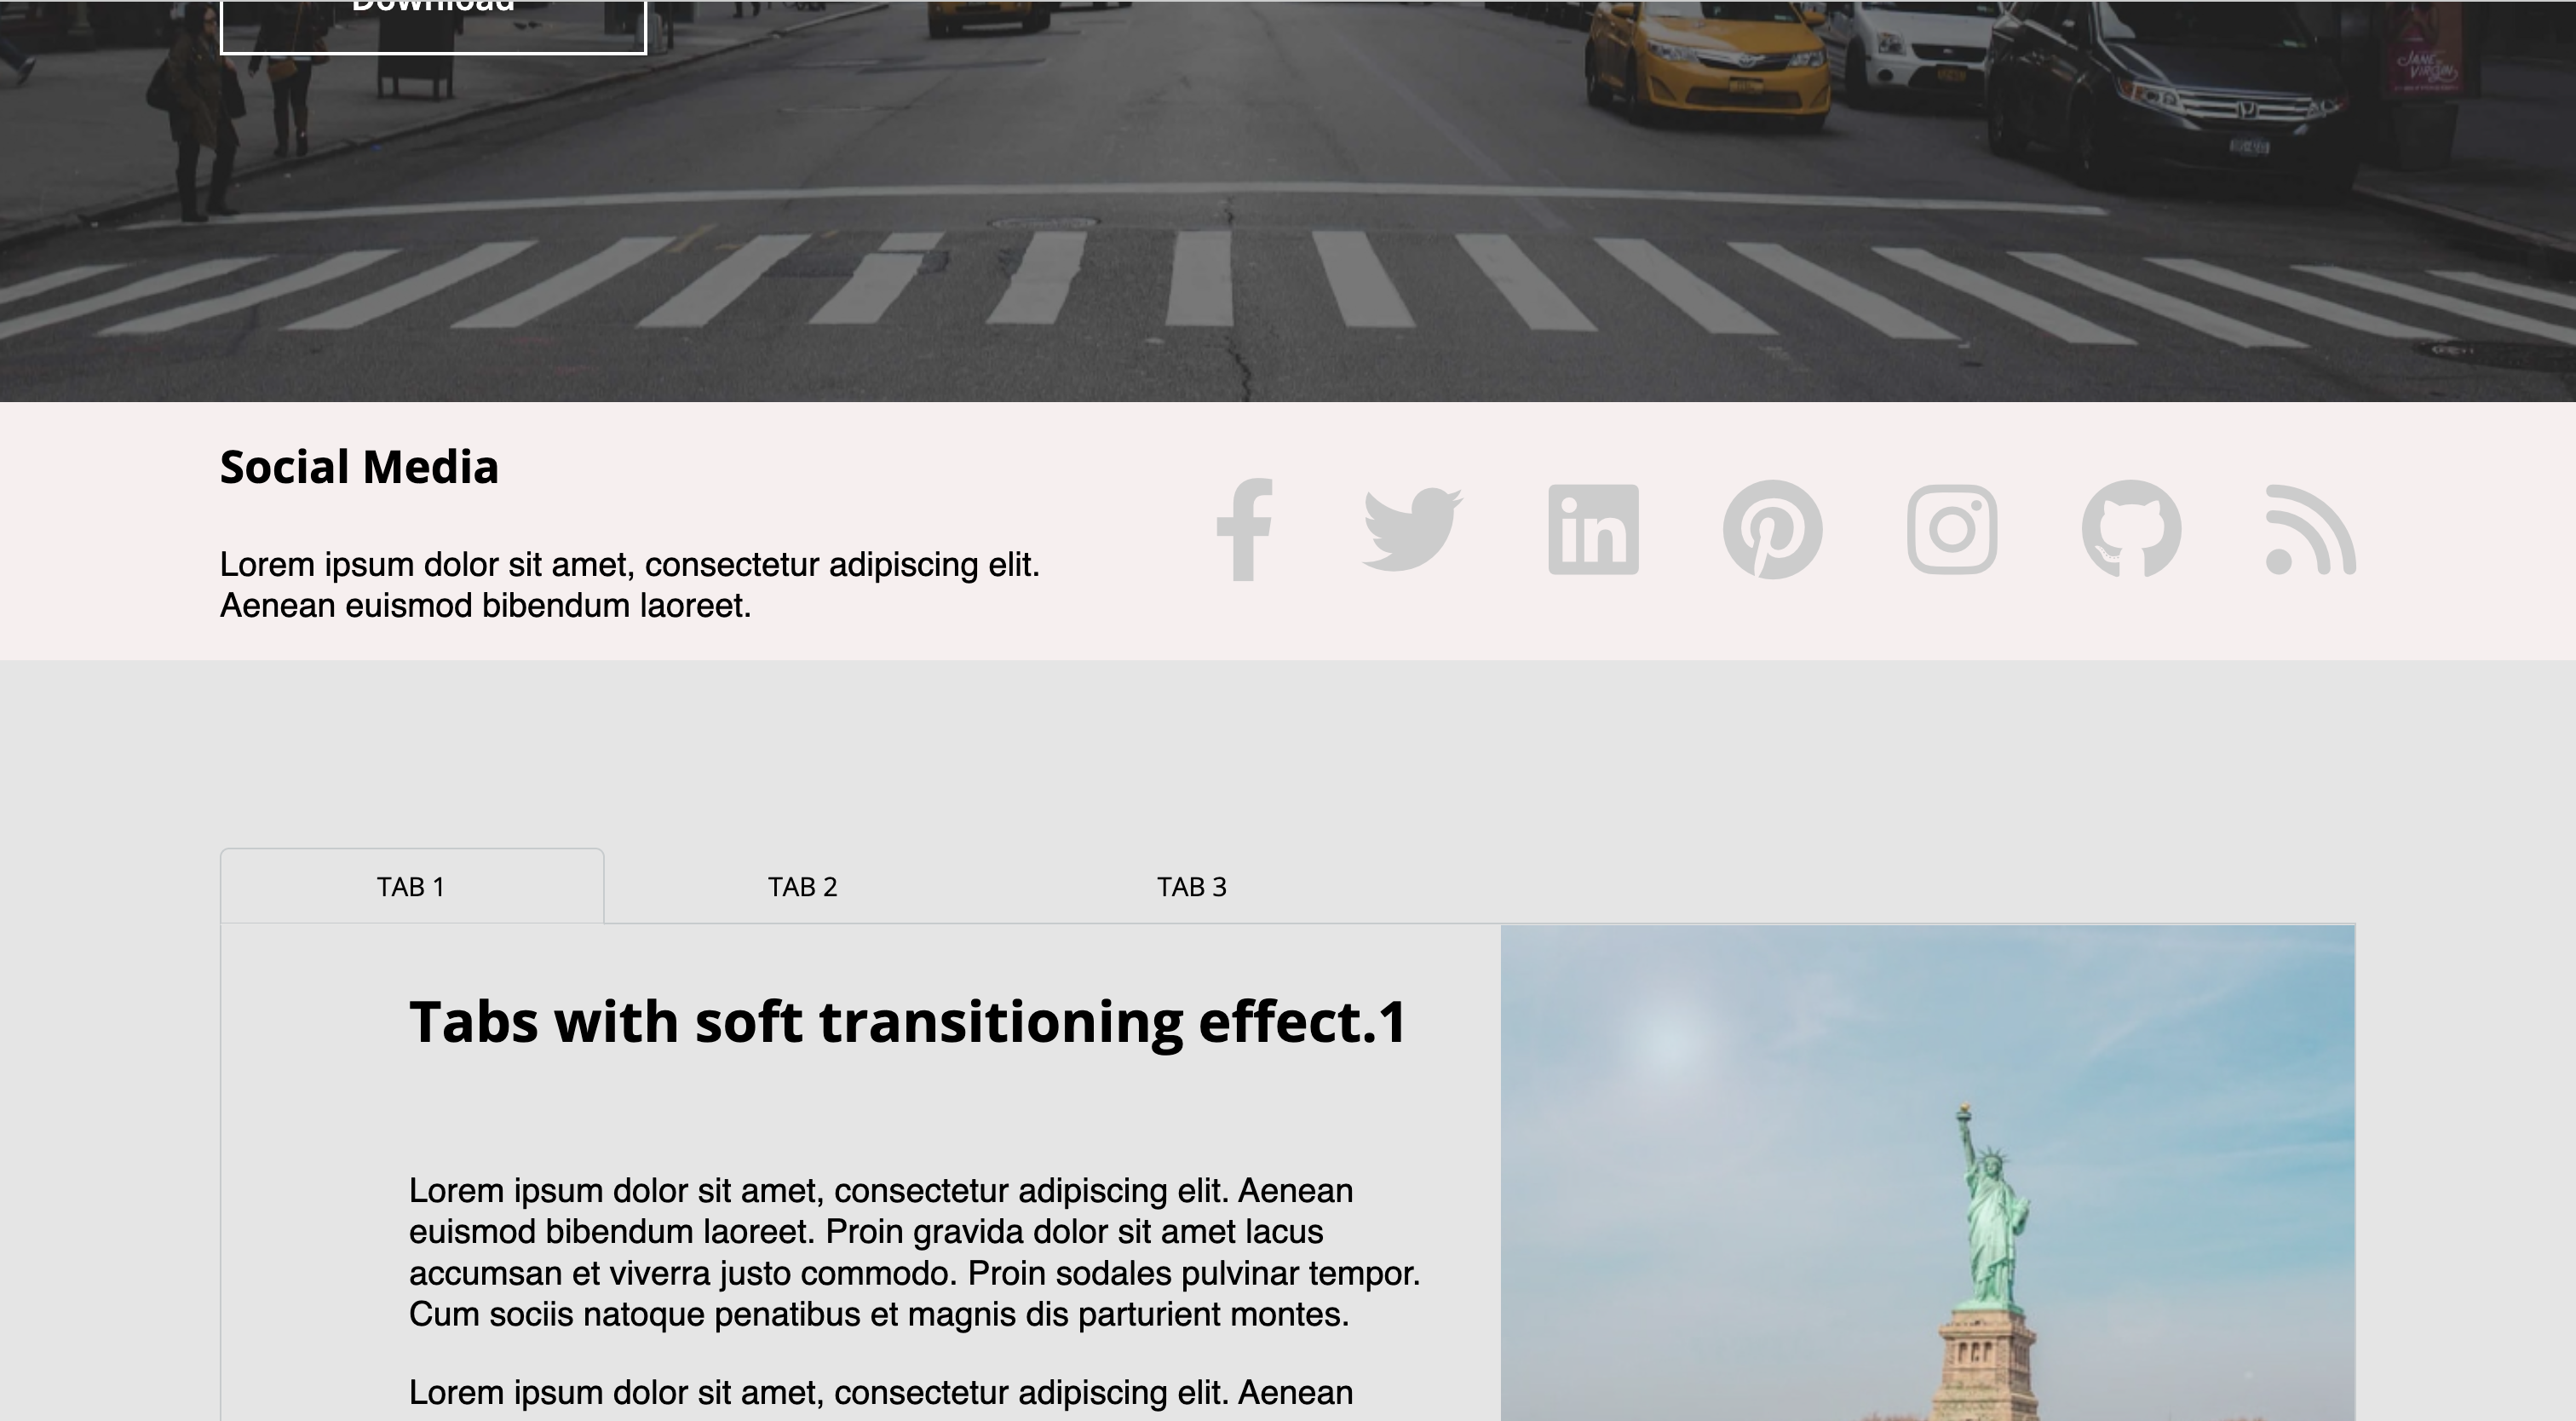 Download
JANE
VIRGIN
Social Media
Lorem ipsum dolor sit amet, consectetur adipiscing elit.
Aenean euismod bibendum laoreet.
in
TAB 1 TAB 2 TAB 3
Tabs with soft transitioning effect.1
Lorem ipsum dolor sit amet, consectetur adipiscing elit. Aenean
euismod bibendum laoreet. Proin gravida dolor sit amet lacus
accumsan et viverra justo commodo. Proin sodales pulvinar tempor.
Cum sociis natoque penatibus et magnis dis parturient montes.
Lorem ipsum dolor sit amet, consectetur adipiscing elit. Aenean